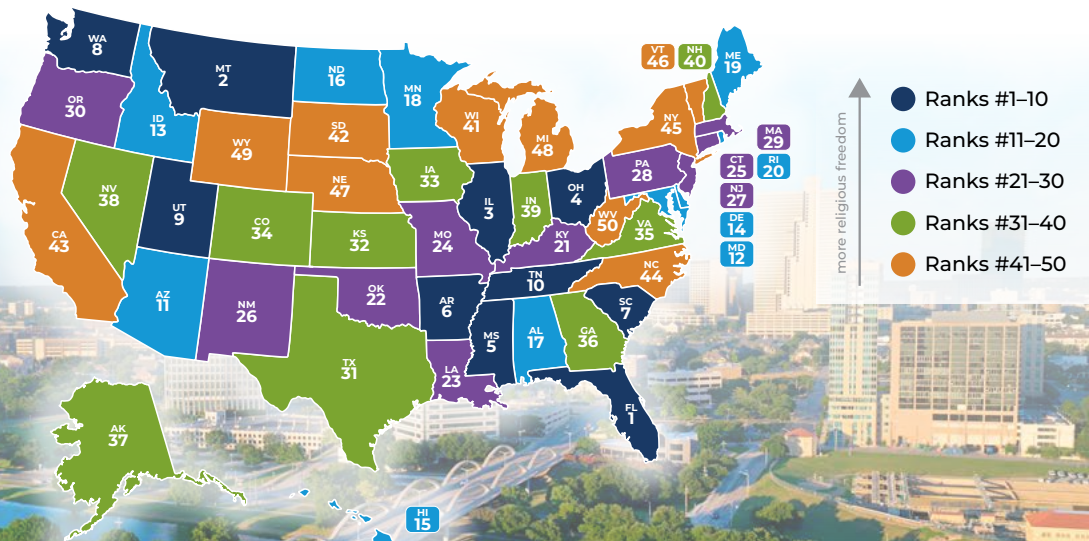 WA
8
MT
2
ND
16
MN
18
VT
46
NH
40
ME
19
OR
30
ID
13
WY
49
SD
42
WI
41
MI
48
NY
45
MA
29
CT
25
RI
20
NJ
27
DE
14
MD
12
NV
38
UT
9
CO
34
NE
47
IA
33
IL
3
IN
39
OH
4
PA
28
WV
50
VA
35
CA
43
KS
32
MO
24
KY
21
NC
44
AZ
11
NM
26
OK
22
AR
6
TN
10
SC
7
TX
31
LA
23
MS
5
AL
17
GA
36
FL
1
AK
37
HI
15
more religious freedom
Ranks #1–10
Ranks #11–20
Ranks #21–30
Ranks #31–40
Ranks #41–50